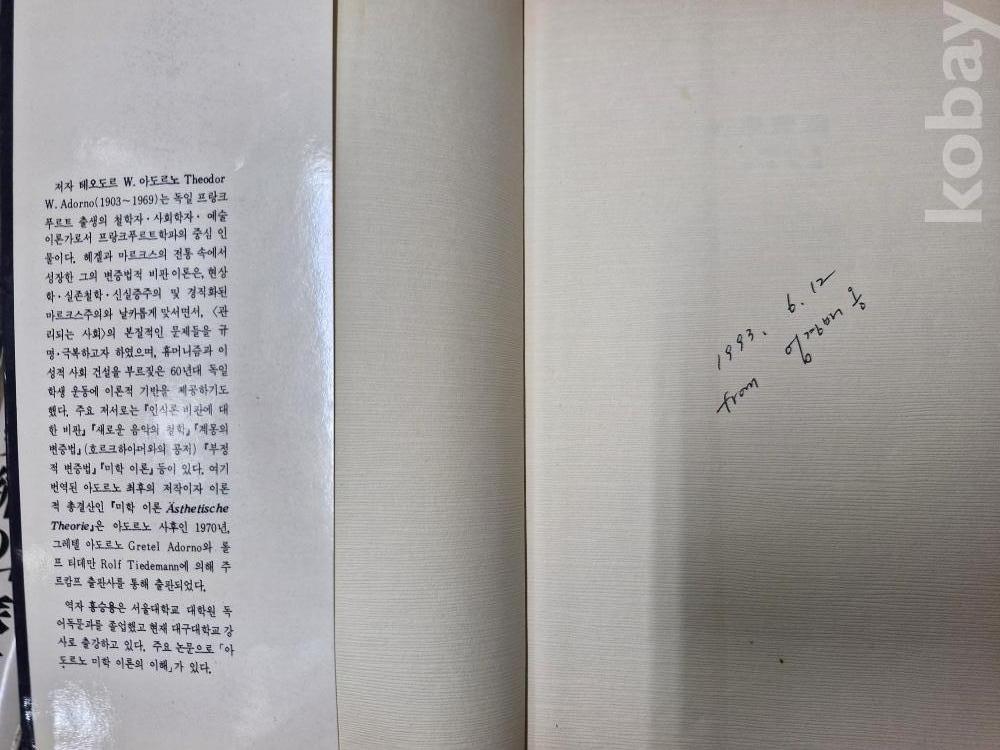 저자 테오도르 W. 아도르노 Theodor
W. Adorno(1903~1969)는 독일 프랑크
푸르트 출생의 철학자·사회학자· 예술
이론가로서 프랑크푸르트학파의 중심 인
물이다. 헤겔과 마르크스의 전통 속에서
성장한 그의 변증법적 비판 이론은, 현상
학·실존철학·신실증주의 및 경직화된
마르크스주의와 날카롭게 맞서면서, 〈관
리되는 사회〉의 본질적인 문제들을 규
명·극복하고자 하였으며, 휴머니즘과 이
성적 사회 건설을 부르짖은 60년대 독일
학생 운동에 이론적 기반을 제공하기도
했다. 주요 저서로는 『인식론 비판에 대
한 비판』 『새로운 음악의 철학』 『계몽의
변증법』(호르크하이머와의 공저) 『부정
적 변증법』 『미학 이론』 등이 있다. 여기
번역된 아도르노 최후의 저작이자 이론
적 총결산인 『미학 이론 Ästhetische
Theorie』은 아도르노 사후인 1970년,
그레텔 아도르노 Gretel Adorno와 롤
프 티데만 Rolf Tiedemann에 의해 주
르캄프 출판사를 통해 출판되었다.
역자 홍승용은 서울대학교 대학원 독
어독문과를 졸업했고 현재 대구대학교 강
사로 출강하고 있다. 주요 논문으로 「아
도르노 미학 이론의 이해」가 있다.
1993. 6. 12
from
kobay